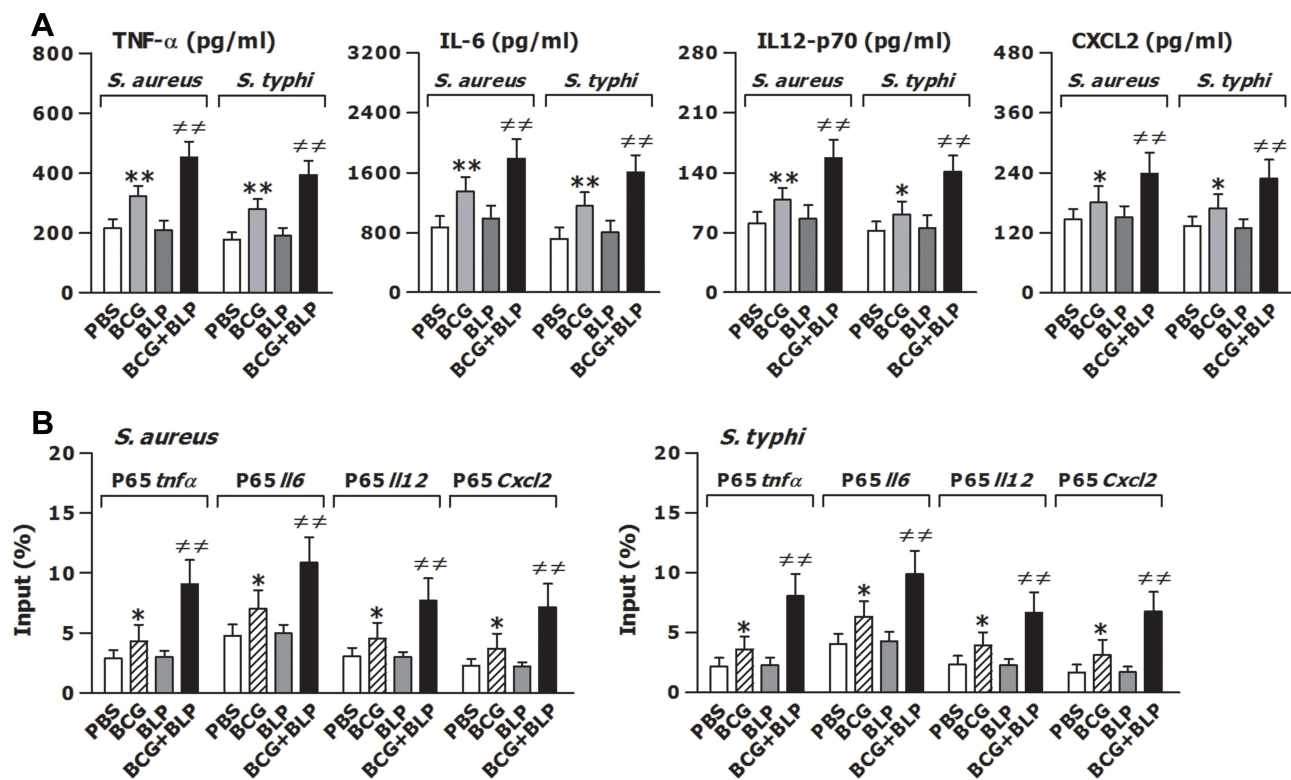 A
TNF-α (pg/ml)
800
600
400
200
0
S. aureus
S. typhi
** ≠≠ ** ≠≠
PBS BCG BLP BCG+BLP PBS BCG BLP BCG+BLP
IL-6 (pg/ml)
3200
2400
1600
800
0
S. aureus
S. typhi
** ≠≠ ** ≠≠
PBS BCG BLP BCG+BLP PBS BCG BLP BCG+BLP
IL12-p70 (pg/ml)
280
210
140
70
0
S. aureus
S. typhi
** ≠≠ * ≠≠
PBS BCG BLP BCG+BLP PBS BCG BLP BCG+BLP
CXCL2 (pg/ml)
480
360
240
120
0
S. aureus
S. typhi
* ≠≠ * ≠≠
PBS BCG BLP BCG+BLP PBS BCG BLP BCG+BLP
B
S. aureus
Input (%)
20
15
10
5
0
P65 tnfα
P65 Il6
P65 Il12
P65 Cxcl2
* ≠≠ * ≠≠ * ≠≠ * ≠≠
PBS BCG BLP BCG+BLP PBS BCG BLP BCG+BLP PBS BCG BLP BCG+BLP PBS BCG BLP BCG+BLP
S. typhi
Input (%)
20
15
10
5
0
P65 tnfα
P65 Il6
P65 Il12
P65 Cxcl2
* ≠≠ * ≠≠ * ≠≠ * ≠≠
PBS BCG BLP BCG+BLP PBS BCG BLP BCG+BLP PBS BCG BLP BCG+BLP PBS BCG BLP BCG+BLP